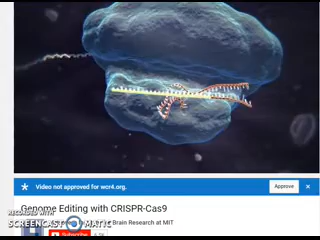 Video not approved for wcr4.org.
Approve
Genome Editing with CRISPR-Cas9
Brain Research at MIT
RECORDED WITH
SCREENCAST MATIC